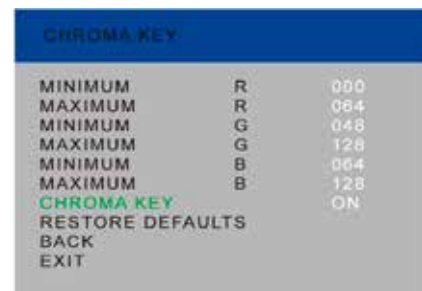 CHROMA KEY
MINIMUM R 000
MAXIMUM R 064
MINIMUM G 048
MAXIMUM G 128
MINIMUM B 064
MAXIMUM B 128
CHROMA KEY ON
RESTORE DEFAULTS
BACK
EXIT